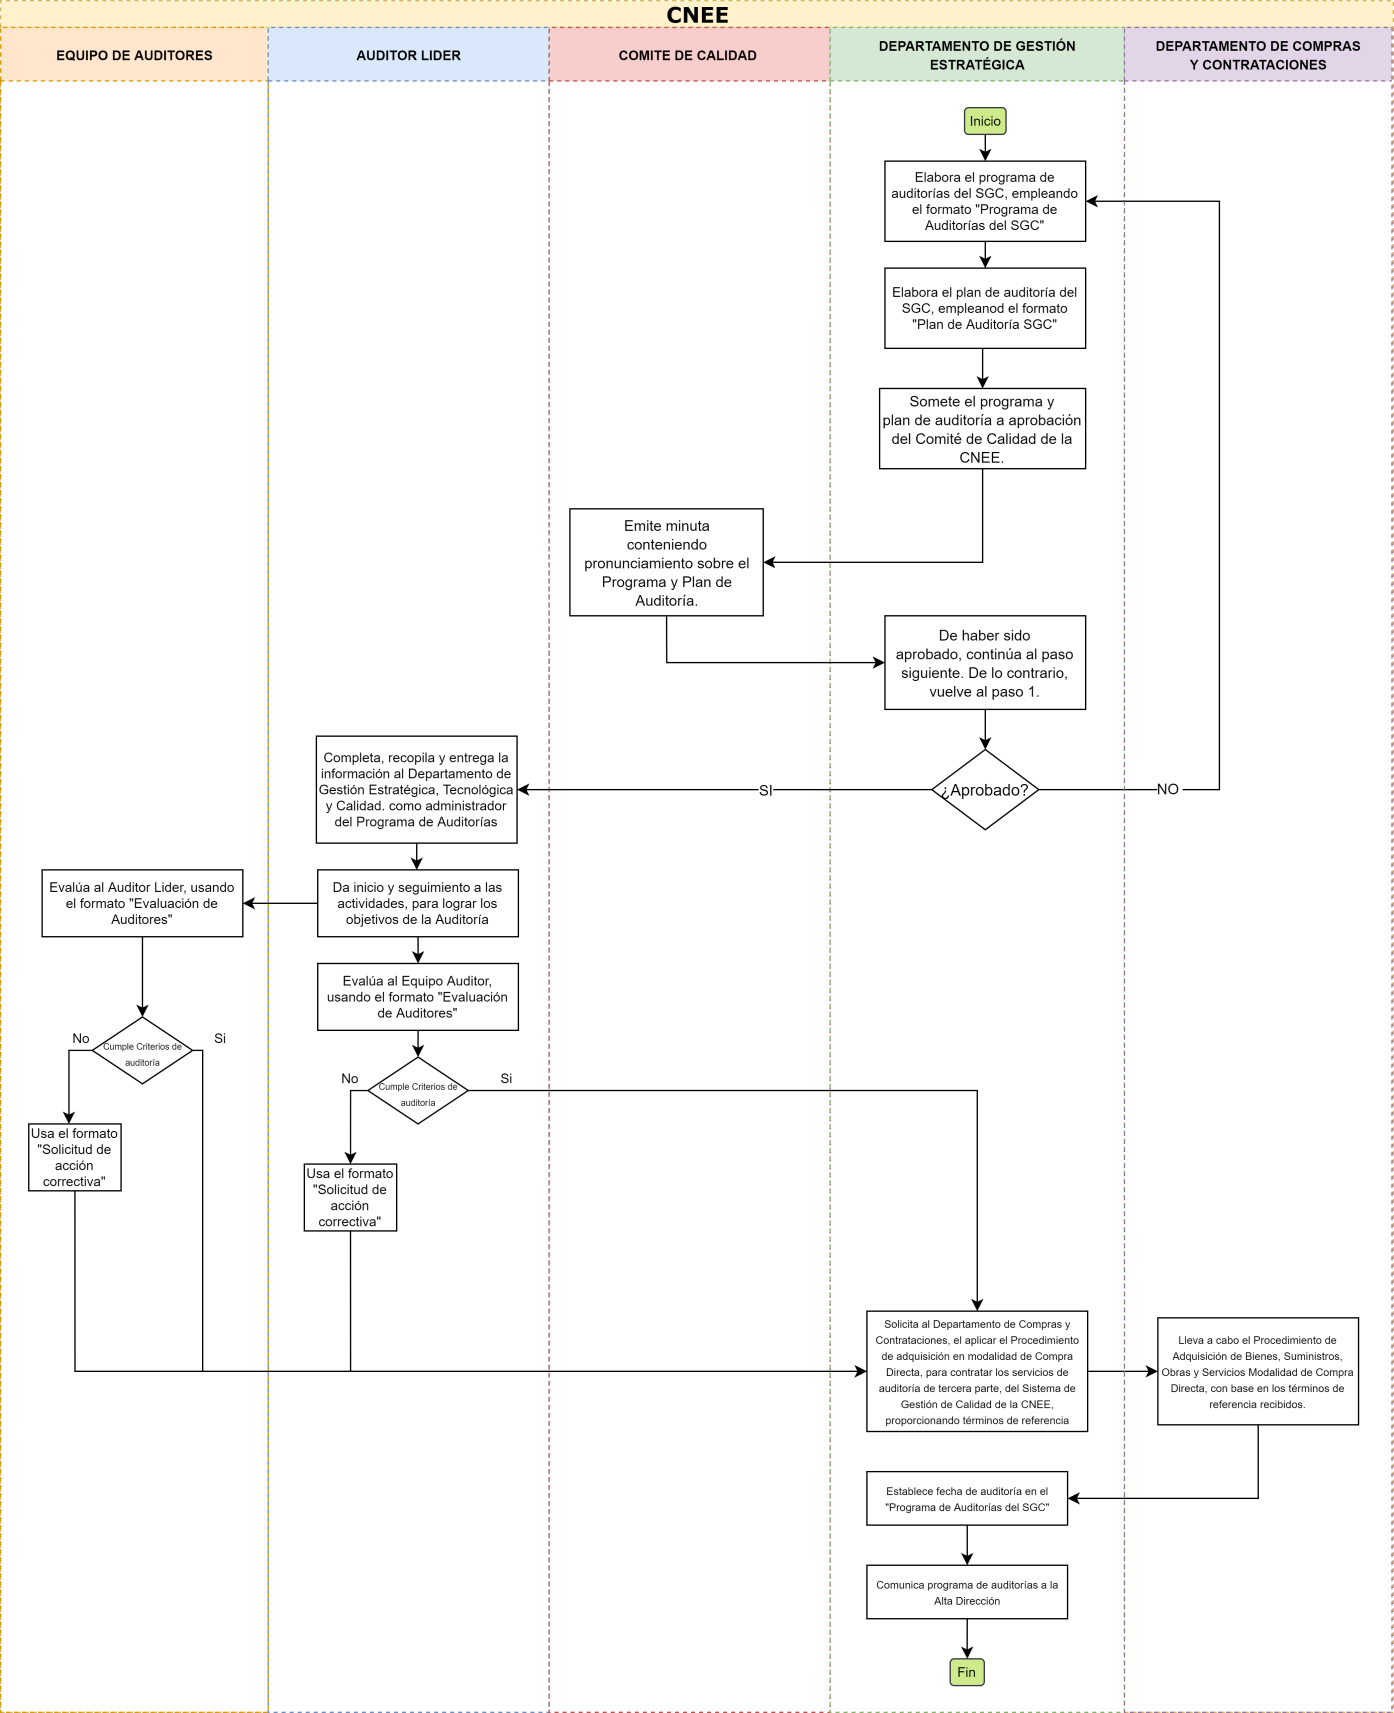 CNEE
EQUIPO DE AUDITORES
AUDITOR LIDER
COMITE DE CALIDAD
DEPARTAMENTO DE GESTIÓN
ESTRATÉGICA
DEPARTAMENTO DE COMPRAS
Y CONTRATACIONES
Inicio
Elabora el programa de
auditorías del SGC, empleando
el formato "Programa de
Auditorías del SGC"
Elabora el plan de auditoría del
SGC, empleanod el formato
"Plan de Auditoría SGC"
Somete el programa y
plan de auditoría a aprobación
del Comité de Calidad de la
CNEE.
Emite minuta
conteniendo
pronunciamiento sobre el
Programa y Plan de
Auditoría.
De haber sido
aprobado, continúa al paso
siguiente. De lo contrario,
vuelve al paso 1.
¿Aprobado?
SI
NO
Completa, recopila y entrega la
información al Departamento de
Gestión Estratégica, Tecnológica
y Calidad. como administrador
del Programa de Auditorías
Da inicio y seguimiento a las
actividades, para lograr los
objetivos de la Auditoría
Evalúa al Auditor Lider, usando
el formato "Evaluación de
Auditores"
Evalúa al Equipo Auditor,
usando el formato "Evaluación
de Auditores"
No
Si
Cumple Criterios de
auditoría
No
Si
Cumple Criterios de
auditoría
Usa el formato
"Solicitud de
acción
correctiva"
Usa el formato
"Solicitud de
acción
correctiva"
Solicita al Departamento de Compras y
Contrataciones, el aplicar el Procedimiento
de adquisición en modalidad de Compra
Directa, para contratar los servicios de
auditoría de tercera parte, del Sistema de
Gestión de Calidad de la CNEE,
proporcionando términos de referencia
Lleva a cabo el Procedimiento de
Adquisición de Bienes, Suministros,
Obras y Servicios Modalidad de Compra
Directa, con base en los términos de
referencia recibidos.
Establece fecha de auditoría en el
"Programa de Auditorías del SGC"
Comunica programa de auditorías a la
Alta Dirección
Fin